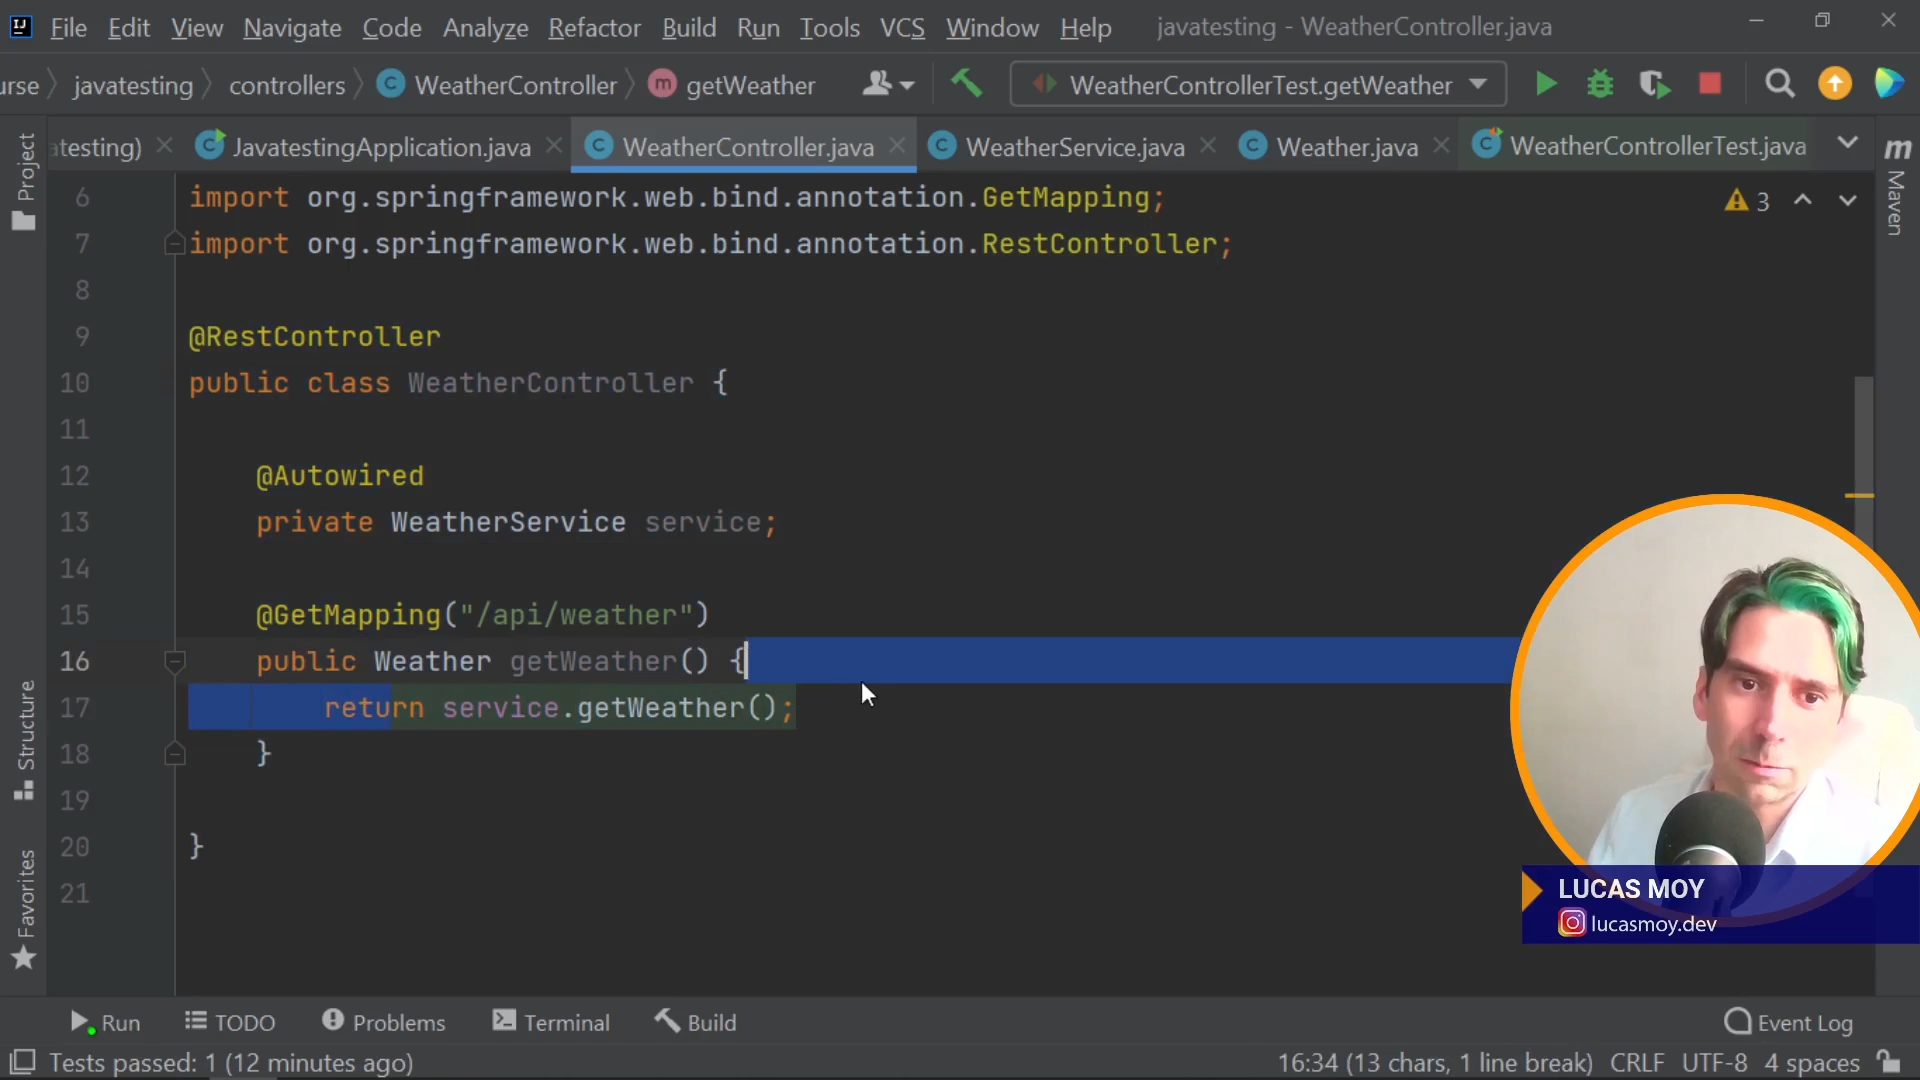 File Edit View Navigate Code Analyze Refactor Build Run Tools VCS Window Help javatesting - WeatherController.java
urse javatesting controllers C WeatherController m getWeather WeatherControllerTest.getWeather
atesting) JavatestingApplication.java WeatherController.java WeatherService.java Weather.java WeatherControllerTest.java
Project
Maven
Structure
Favorites
3
6 import org.springframework.web.bind.annotation.GetMapping;
7 import org.springframework.web.bind.annotation.RestController;
8
9 @RestController
10 public class WeatherController {
11
12 @Autowired
13 private WeatherService service;
14
15 @GetMapping("/api/weather")
16 public Weather getWeather() {
17 return service.getWeather();
18 }
19
20 }
21
LUCAS MOY
lucasmoy.dev
Run TODO Problems Terminal Build Event Log
Tests passed: 1 (12 minutes ago) 16:34 (13 chars, 1 line break) CRLF UTF-8 4 spaces